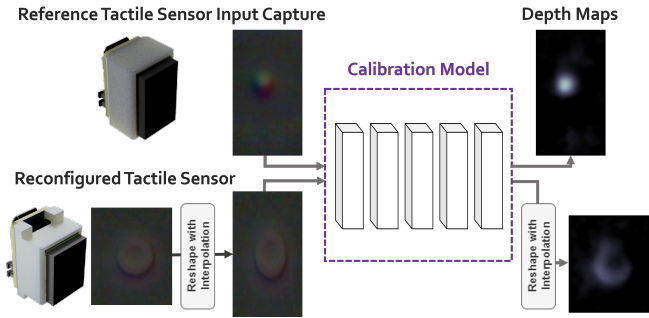 Reference Tactile Sensor Input Capture
Depth Maps
Calibration Model
Reconfigured Tactile Sensor
Reshape with
Interpolation
Reshape with
Interpolation